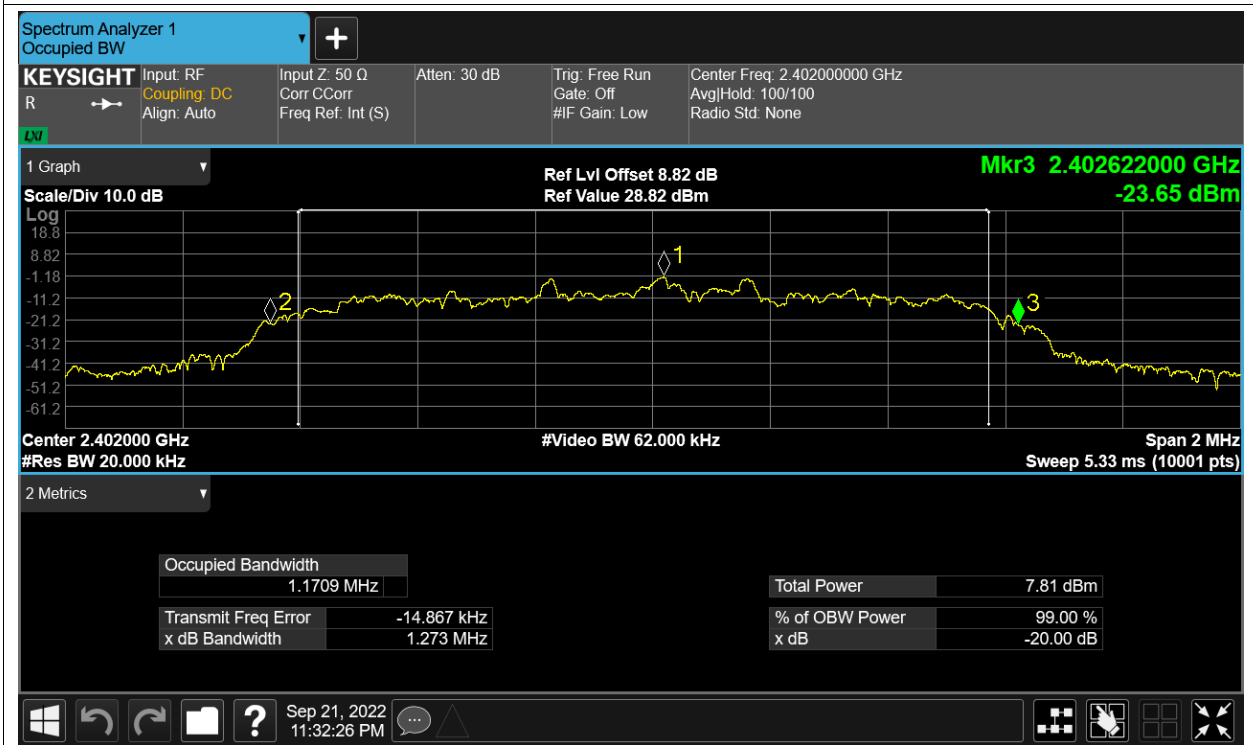 Spectrum Analyzer 1
Occupied BW
KEYSIGHT
R
LXI
Input: RF
Coupling: DC
Align: Auto
Input Z: 50 Ω
Corr CCorr
Freq Ref: Int (S)
Atten: 30 dB
Trig: Free Run
Gate: Off
#IF Gain: Low
Center Freq: 2.402000000 GHz
Avg|Hold: 100/100
Radio Std: None
1 Graph
Scale/Div 10.0 dB
Ref Lvl Offset 8.82 dB
Ref Value 28.82 dBm
Mkr3 2.402622000 GHz
-23.65 dBm
Log
18.8
8.82
-1.18
-11.2
-21.2
-31.2
-41.2
-51.2
-61.2
1
2
3
Center 2.402000 GHz
#Video BW 62.000 kHz
Span 2 MHz
#Res BW 20.000 kHz
Sweep 5.33 ms (10001 pts)
2 Metrics
Occupied Bandwidth
1.1709 MHz
Total Power 7.81 dBm
Transmit Freq Error -14.867 kHz
% of OBW Power 99.00 %
x dB Bandwidth 1.273 MHz
x dB -20.00 dB
?
Sep 21, 2022
11:32:26 PM